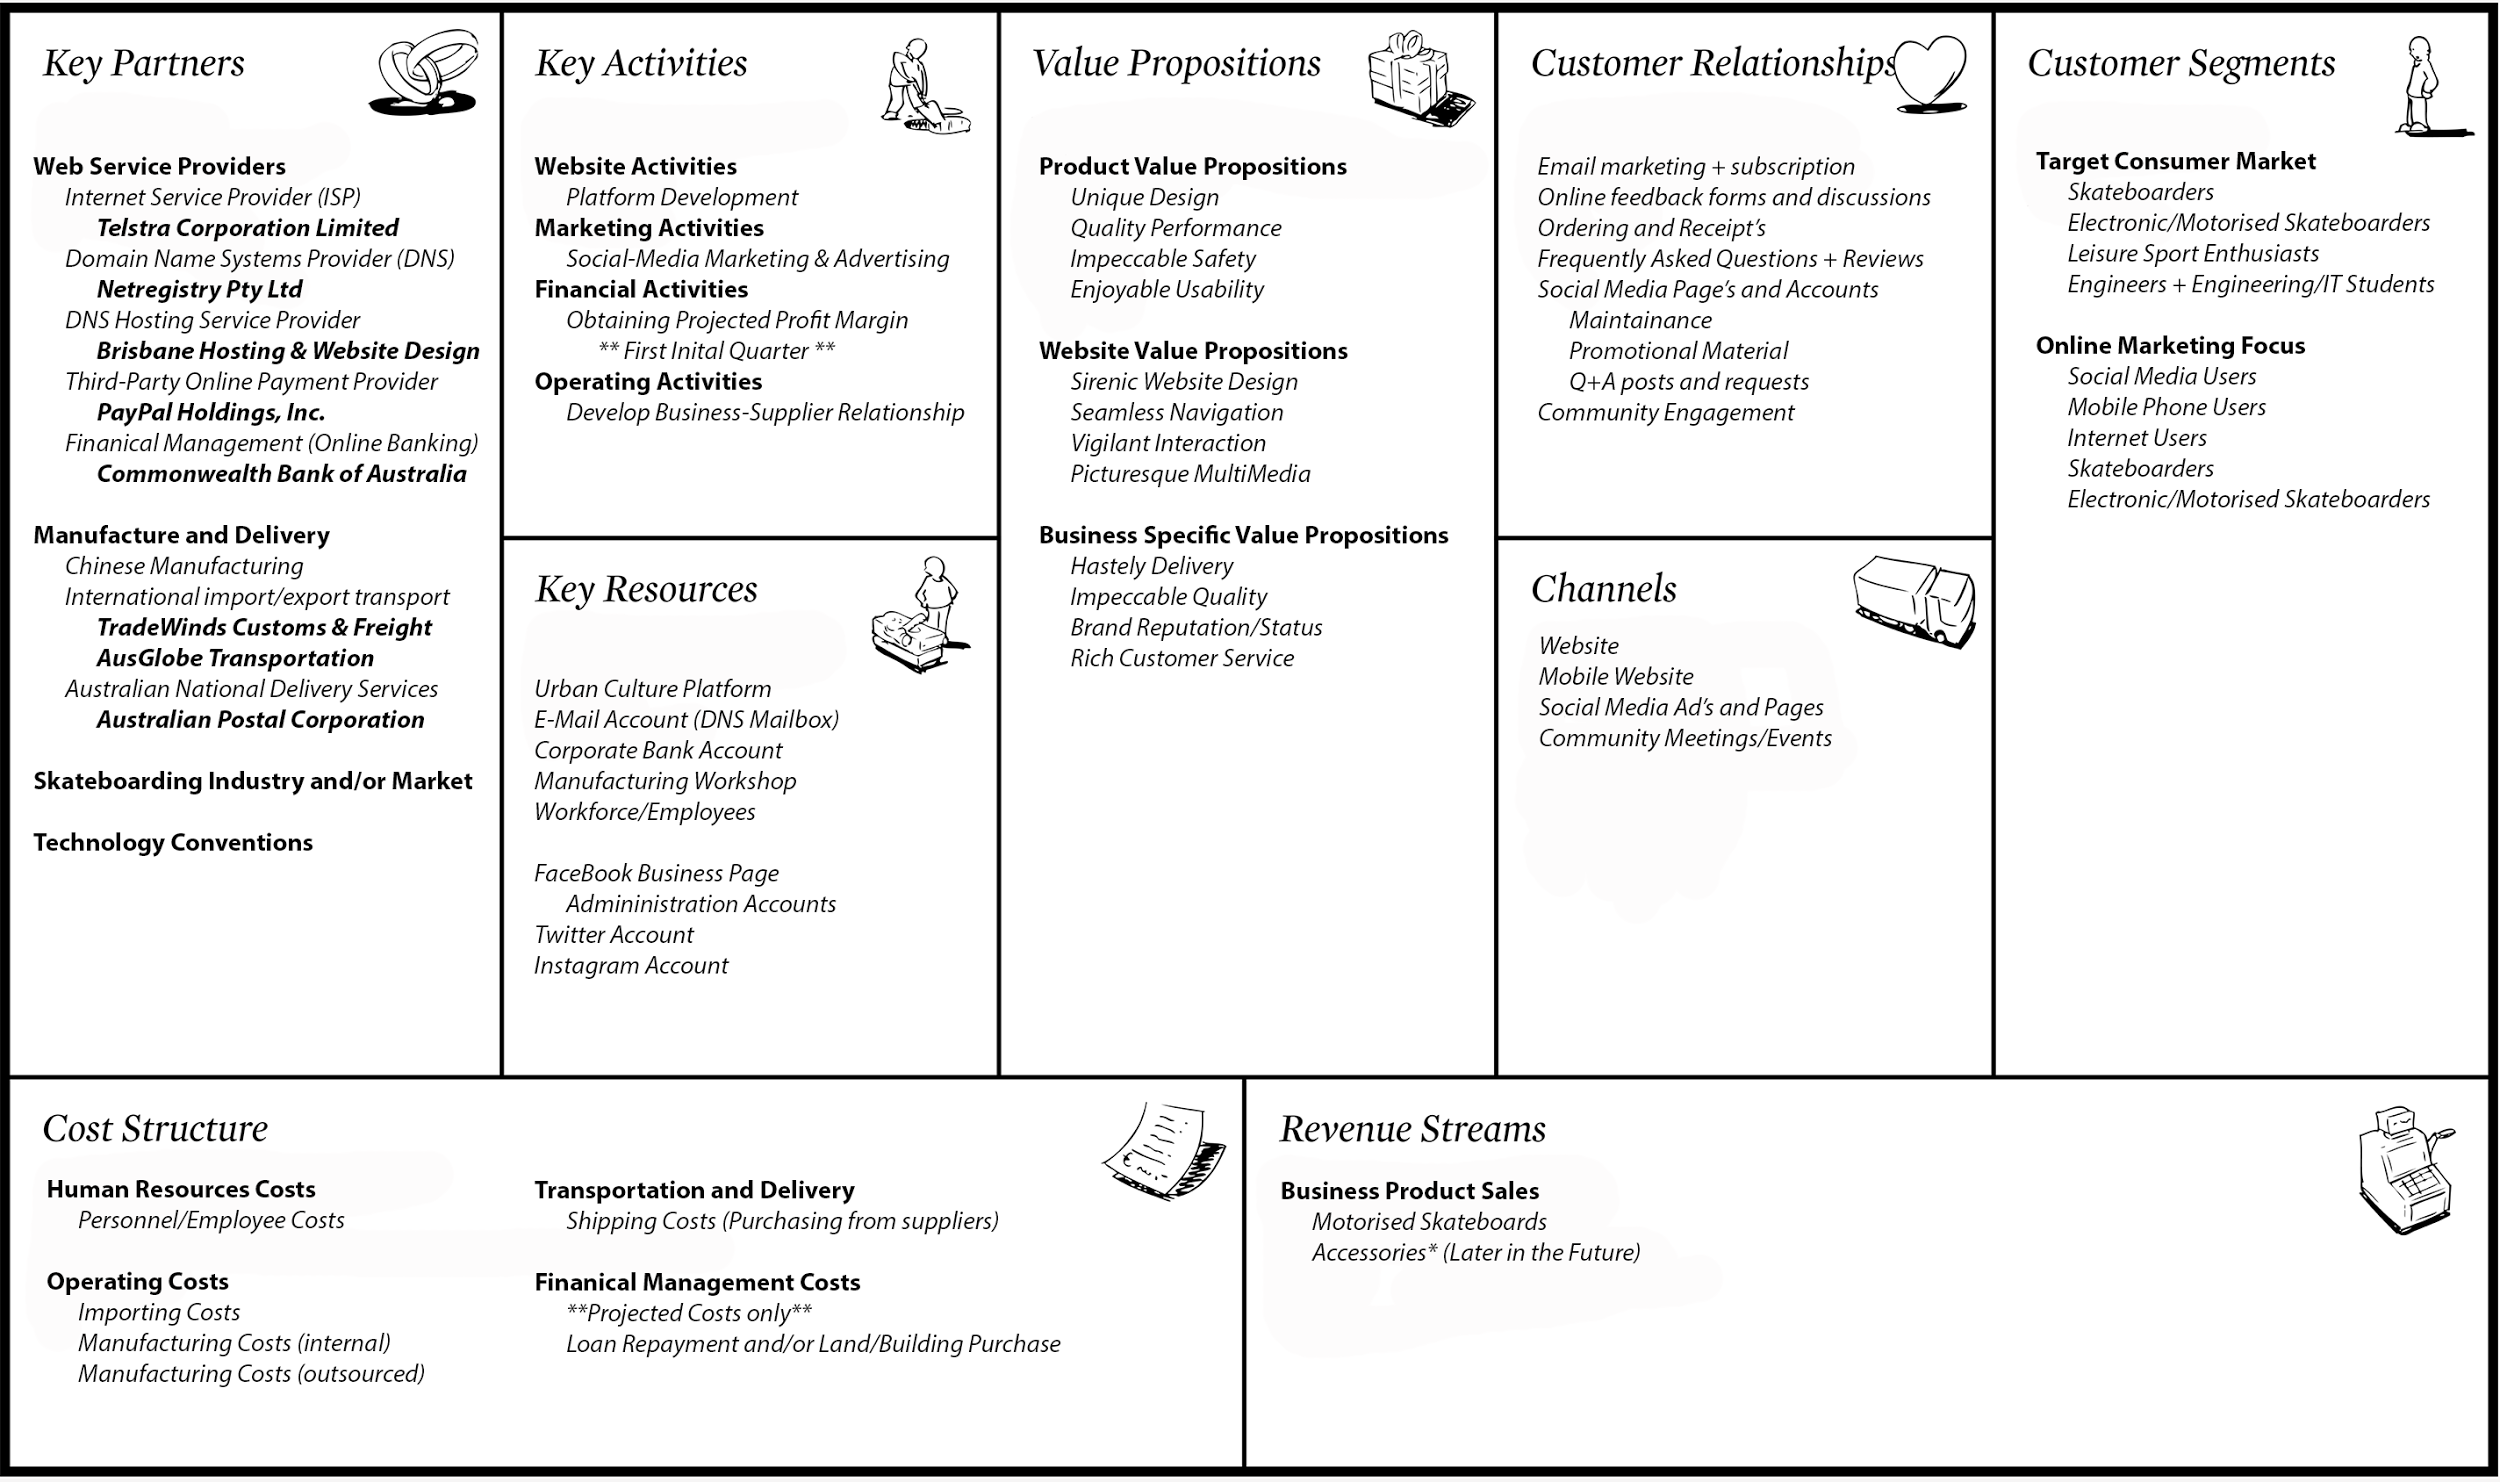 Key Partners
Web Service Providers
Internet Service Provider (ISP)
Telstra Corporation Limited
Domain Name Systems Provider (DNS)
Netregistry Pty Ltd
DNS Hosting Service Provider
Brisbane Hosting & Website Design
Third-Party Online Payment Provider
PayPal Holdings, Inc.
Finanical Management (Online Banking)
Commonwealth Bank of Australia
Manufacture and Delivery
Chinese Manufacturing
International import/export transport
TradeWinds Customs & Freight
AusGlobe Transportation
Australian National Delivery Services
Australian Postal Corporation
Skateboarding Industry and/or Market
Technology Conventions
Key Activities
Website Activities
Platform Development
Marketing Activities
Social-Media Marketing & Advertising
Financial Activities
Obtaining Projected Profit Margin
** First Inital Quarter **
Operating Activities
Develop Business-Supplier Relationship
Key Resources
Urban Culture Platform
E-Mail Account (DNS Mailbox)
Corporate Bank Account
Manufacturing Workshop
Workforce/Employees
FaceBook Business Page
Admininistration Accounts
Twitter Account
Instagram Account
Value Propositions
Product Value Propositions
Unique Design
Quality Performance
Impeccable Safety
Enjoyable Usability
Website Value Propositions
Sirenic Website Design
Seamless Navigation
Vigilant Interaction
Picturesque MultiMedia
Business Specific Value Propositions
Hastely Delivery
Impeccable Quality
Brand Reputation/Status
Rich Customer Service
Customer Relationships
Email marketing + subscription
Online feedback forms and discussions
Ordering and Receipt's
Frequently Asked Questions + Reviews
Social Media Page's and Accounts
Maintainance
Promotional Material
Q+A posts and requests
Community Engagement
Channels
Website
Mobile Website
Social Media Ad's and Pages
Community Meetings/Events
Customer Segments
Target Consumer Market
Skateboarders
Electronic/Motorised Skateboarders
Leisure Sport Enthusiasts
Engineers + Engineering/IT Students
Online Marketing Focus
Social Media Users
Mobile Phone Users
Internet Users
Skateboarders
Electronic/Motorised Skateboarders
Cost Structure
Human Resources Costs
Personnel/Employee Costs
Operating Costs
Importing Costs
Manufacturing Costs (internal)
Manufacturing Costs (outsourced)
Transportation and Delivery
Shipping Costs (Purchasing from suppliers)
Finanical Management Costs
**Projected Costs only**
Loan Repayment and/or Land/Building Purchase
Revenue Streams
Business Product Sales
Motorised Skateboards
Accessories* (Later in the Future)